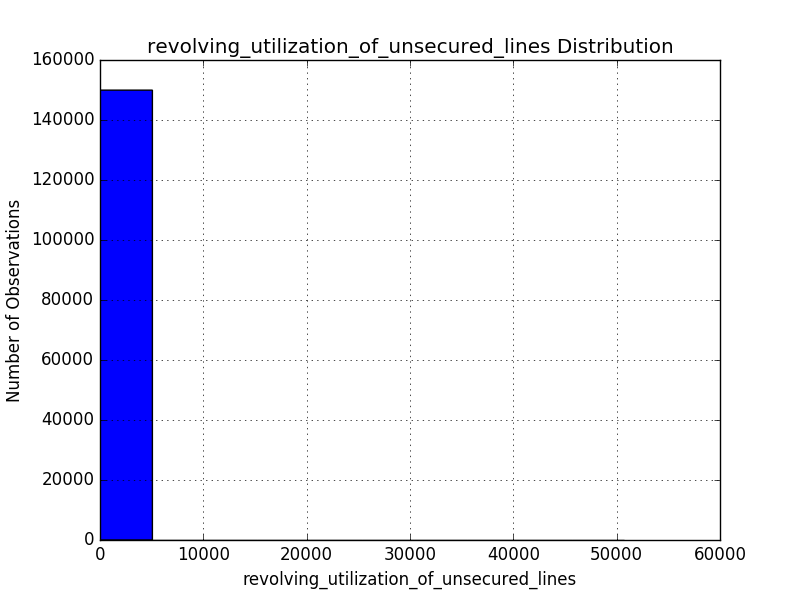 revolving_utilization_of_unsecured_lines Distribution
160000
140000
120000
100000
80000
60000
40000
20000
0
Number of Observations
0 10000 20000 30000 40000 50000 60000
revolving_utilization_of_unsecured_lines